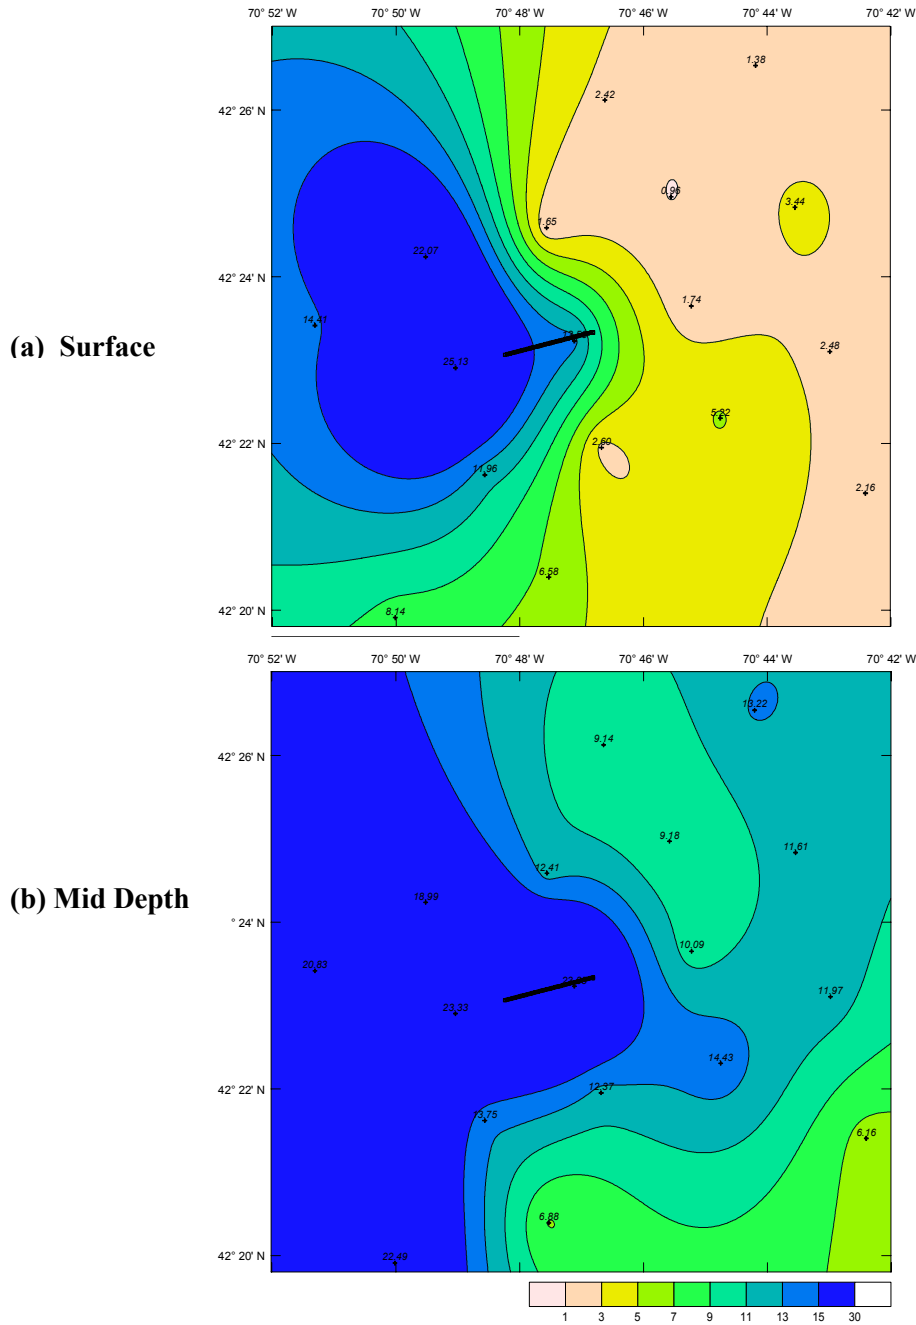 70° 52' W 70° 50' W 70° 48' W 70° 46' W 70° 44' W 70° 42' W
1.38
2.42
42° 26' N
0.96
3.44
1.65
22.07
42° 24' N
1.74
14.41
(a) Surface
2.48
25.13
5.22
42° 22' N
2.60
11.96
2.16
6.58
42° 20' N
8.14
70° 52' W 70° 50' W 70° 48' W 70° 46' W 70° 44' W 70° 42' W
13.22
9.14
42° 26' N
9.18
11.61
12.41
(b) Mid Depth
18.99
° 24' N
10.09
20.83
11.97
23.33
14.43
42° 22' N
12.37
13.75
6.16
6.88
42° 20' N
22.49
1 3 5 7 9 11 13 15 30